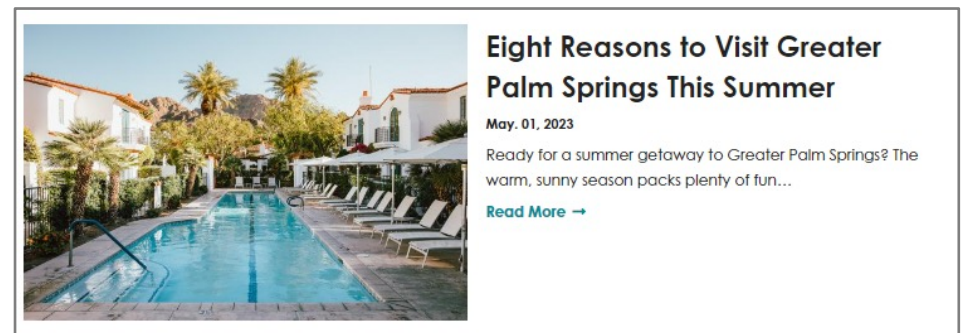 Eight Reasons to Visit Greater
Palm Springs This Summer
May. 01, 2023
Ready for a summer getaway to Greater Palm Springs? The
warm, sunny season packs plenty of fun...
Read More →